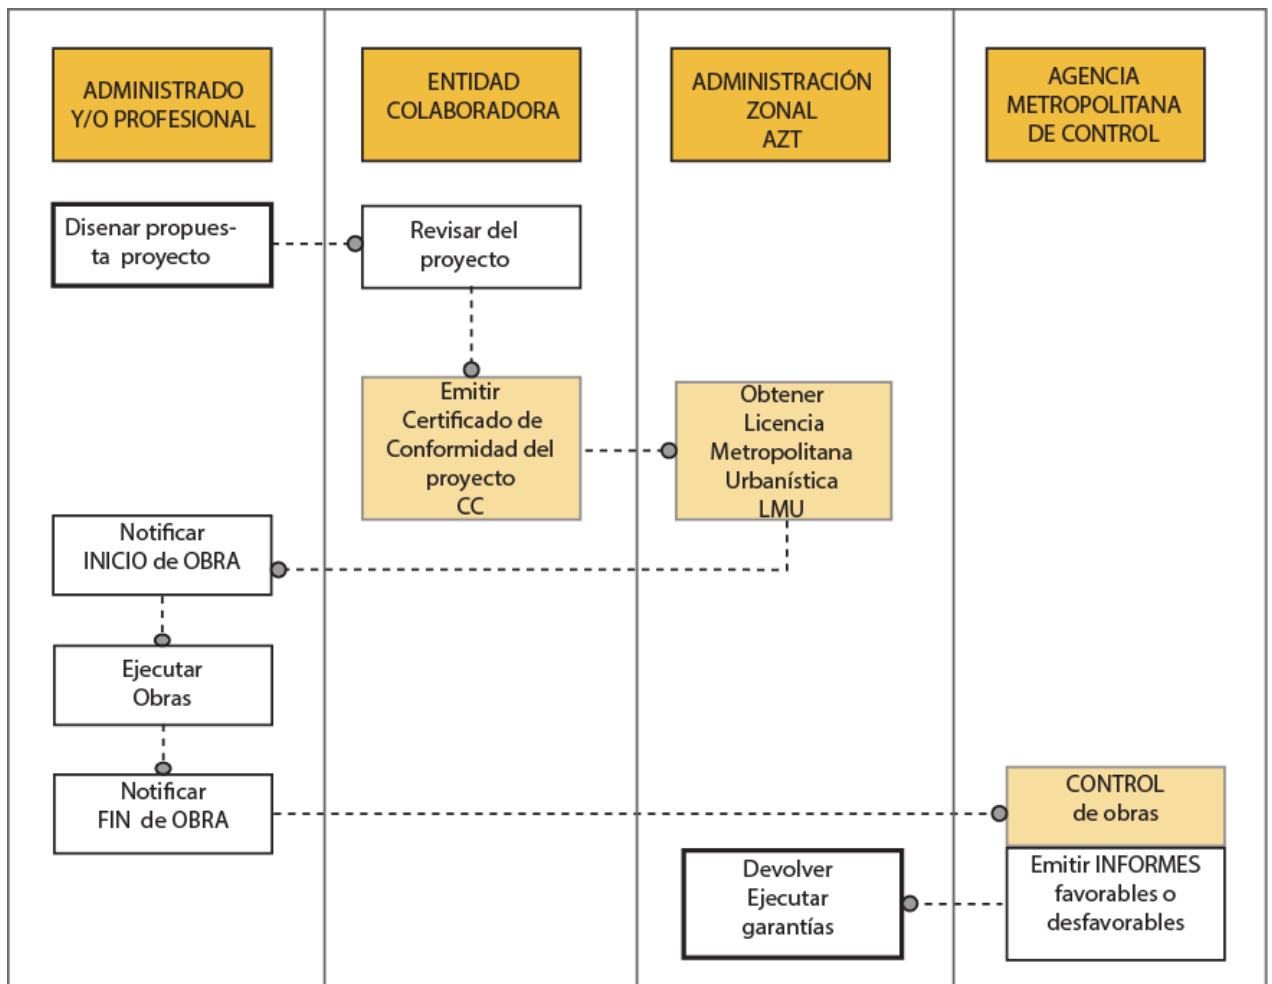 ADMINISTRADO
Y/O PROFESIONAL
ENTIDAD
COLABORADORA
ADMINISTRACIÓN
ZONAL
AZT
AGENCIA
METROPOLITANA
DE CONTROL
Disenar propues-
ta proyecto
Revisar del
proyecto
Emitir
Certificado de
Conformidad del
proyecto
CC
Obtener
Licencia
Metropolitana
Urbanística
LMU
Notificar
INICIO de OBRA
Ejecutar
Obras
Notificar
FIN de OBRA
CONTROL
de obras
Emitir INFORMES
favorables o
desfavorables
Devolver
Ejecutar
garantías